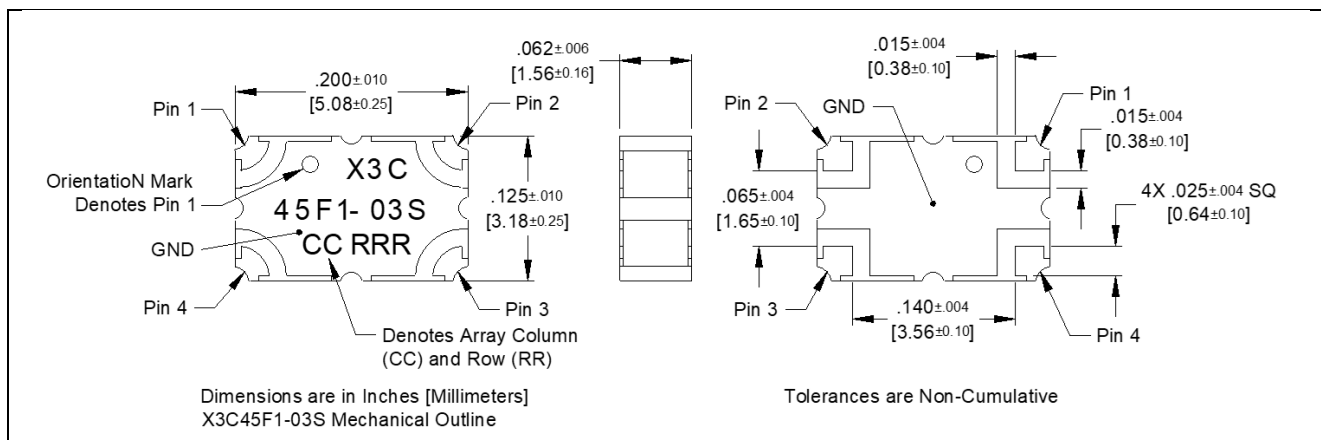 .062±.006
[1.56±0.16]
.015±.004
[0.38±0.10]
.200±.010
[5.08±0.25]
Pin 1
Pin 2
Pin 2
GND
Pin 1
.015±.004
[0.38±0.10]
X3C
OrientatioN Mark
Denotes Pin 1
.125±.010
[3.18±0.25]
.065±.004
[1.65±0.10]
4X .025±.004 SQ
[0.64±0.10]
45F1-03S
GND
CC RRR
Pin 4
Pin 3
Pin 3
.140±.004
[3.56±0.10]
Pin 4
Denotes Array Column
(CC) and Row (RR)
Dimensions are in Inches [Millimeters]
X3C45F1-03S Mechanical Outline
Tolerances are Non-Cumulative